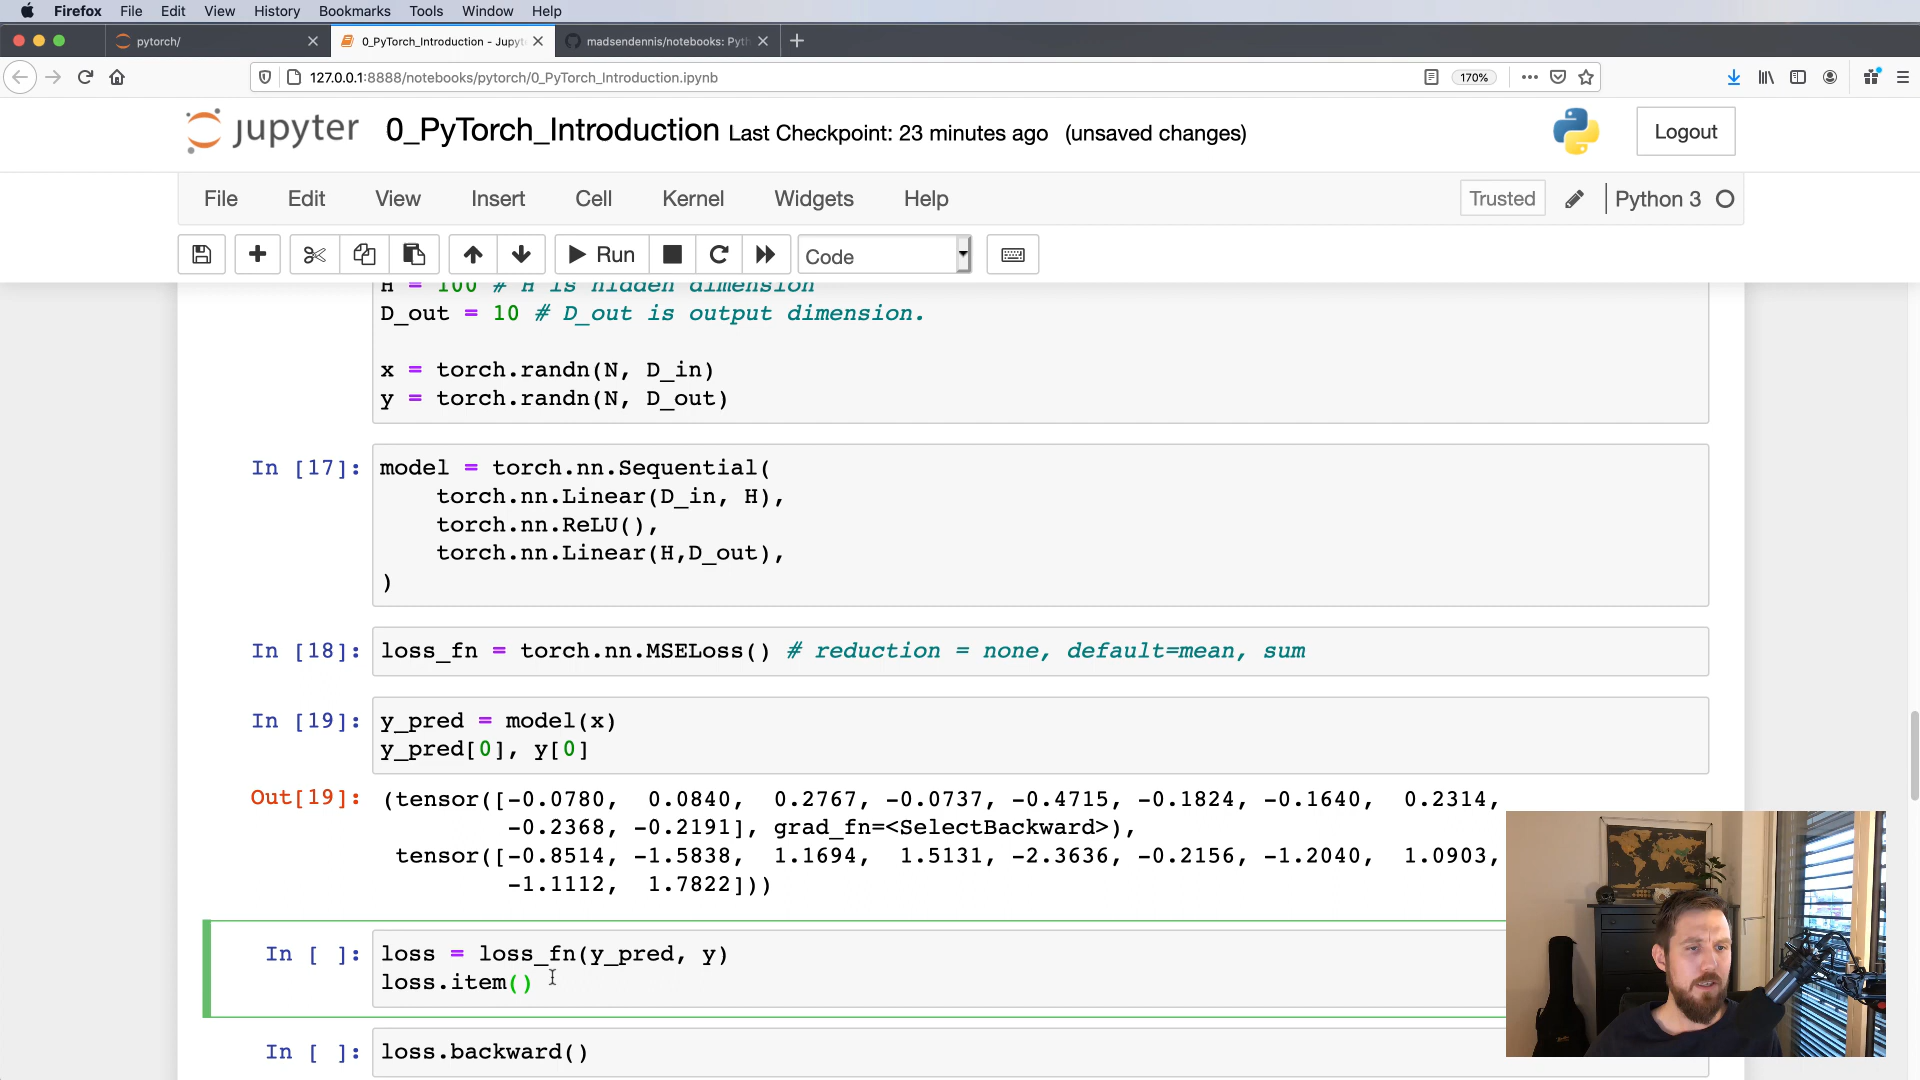 Firefox File Edit View History Bookmarks Tools Window Help
pytorch/
0_PyTorch_Introduction - Jupyt
madsendennis/notebooks: Pyth
127.0.0.1:8888/notebooks/pytorch/0_PyTorch_Introduction.ipynb
170%
jupyter 0_PyTorch_Introduction Last Checkpoint: 23 minutes ago (unsaved changes)
Logout
File Edit View Insert Cell Kernel Widgets Help
Trusted
Python 3
Run
Code
H = 100 # H is hidden dimension
D_out = 10 # D_out is output dimension.
x = torch.randn(N, D_in)
y = torch.randn(N, D_out)
In [17]: model = torch.nn.Sequential(
torch.nn.Linear(D_in, H),
torch.nn.ReLU(),
torch.nn.Linear(H,D_out),
)
In [18]: loss_fn = torch.nn.MSELoss() # reduction = none, default=mean, sum
In [19]: y_pred = model(x)
y_pred[0], y[0]
Out[19]: (tensor([-0.0780, 0.0840, 0.2767, -0.0737, -0.4715, -0.1824, -0.1640, 0.2314,
-0.2368, -0.2191], grad_fn=<SelectBackward>),
tensor([-0.8514, -1.5838, 1.1694, 1.5131, -2.3636, -0.2156, -1.2040, 1.0903,
-1.1112, 1.7822]))
In [ ]: loss = loss_fn(y_pred, y)
loss.item()
In [ ]: loss.backward()